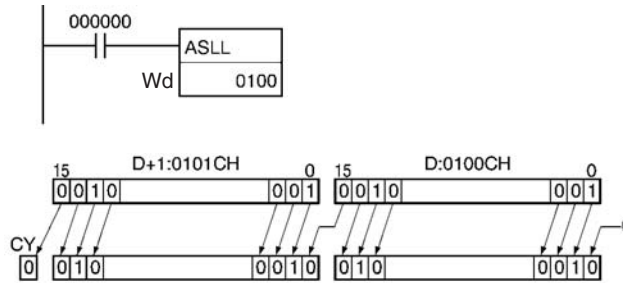 000000
ASLL
Wd 0100
15 D+1:0101CH 0 15 D:0100CH 0
0 0 1 0 0 0 1 0 0 1 0 0 0 1
CY
0 0 1 0 0 0 1 0 0 1 0 0 0 1 0